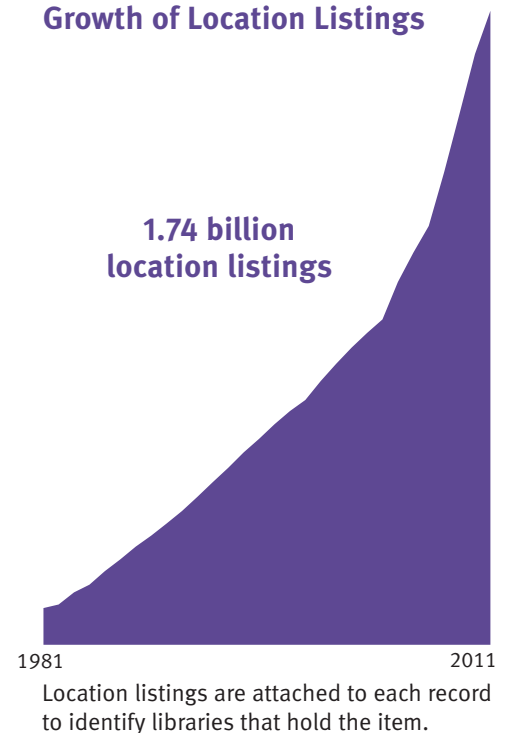 Growth of Location Listings
1.74 billion
location listings
1981
2011
Location listings are attached to each record
to identify libraries that hold the item.